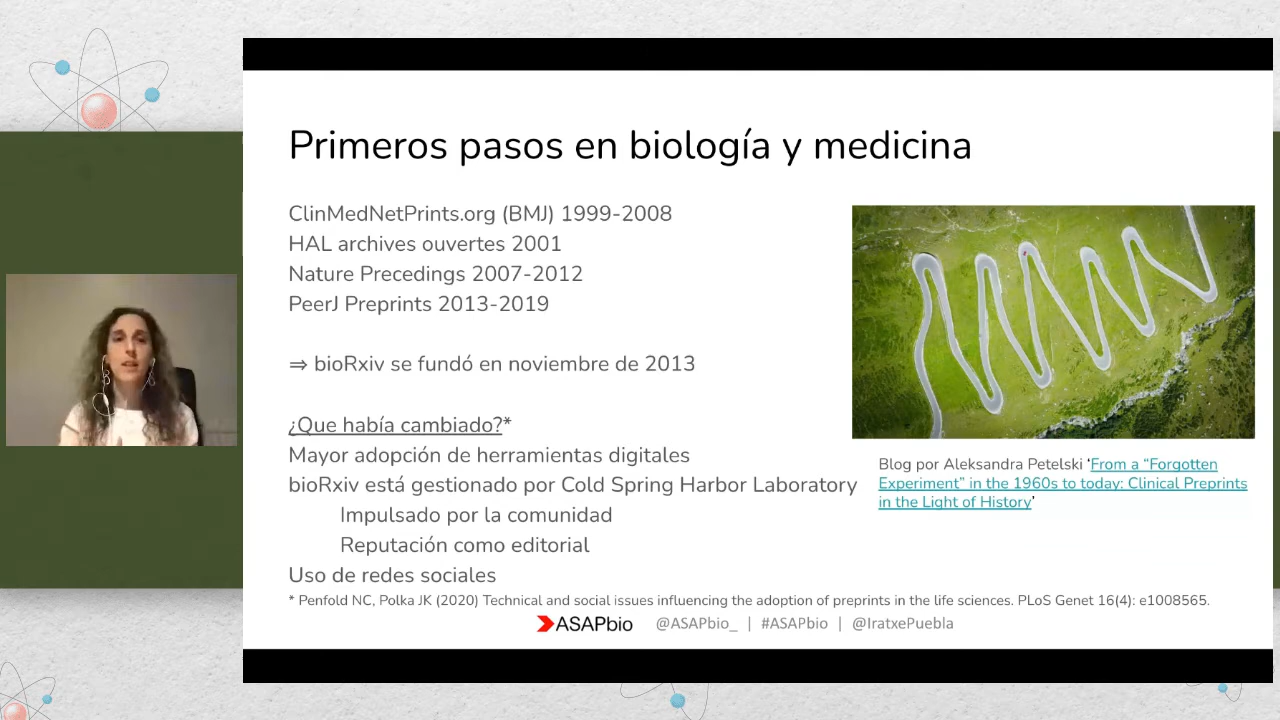 Primeros pasos en biología y medicina
ClinMedNetPrints.org (BMJ) 1999-2008
HAL archives ouvertes 2001
Nature Precedings 2007-2012
PeerJ Preprints 2013-2019
⇒ bioRxiv se fundó en noviembre de 2013
¿Que había cambiado?*
Mayor adopción de herramientas digitales
bioRxiv está gestionado por Cold Spring Harbor Laboratory
Impulsado por la comunidad
Reputación como editorial
Uso de redes sociales
Blog por Aleksandra Petelski ‘From a “Forgotten
Experiment” in the 1960s to today: Clinical Preprints
in the Light of History’
* Penfold NC, Polka JK (2020) Technical and social issues influencing the adoption of preprints in the life sciences. PLoS Genet 16(4): e1008565.
ASAPbio @ASAPbio_ | #ASAPbio | @IratxePuebla